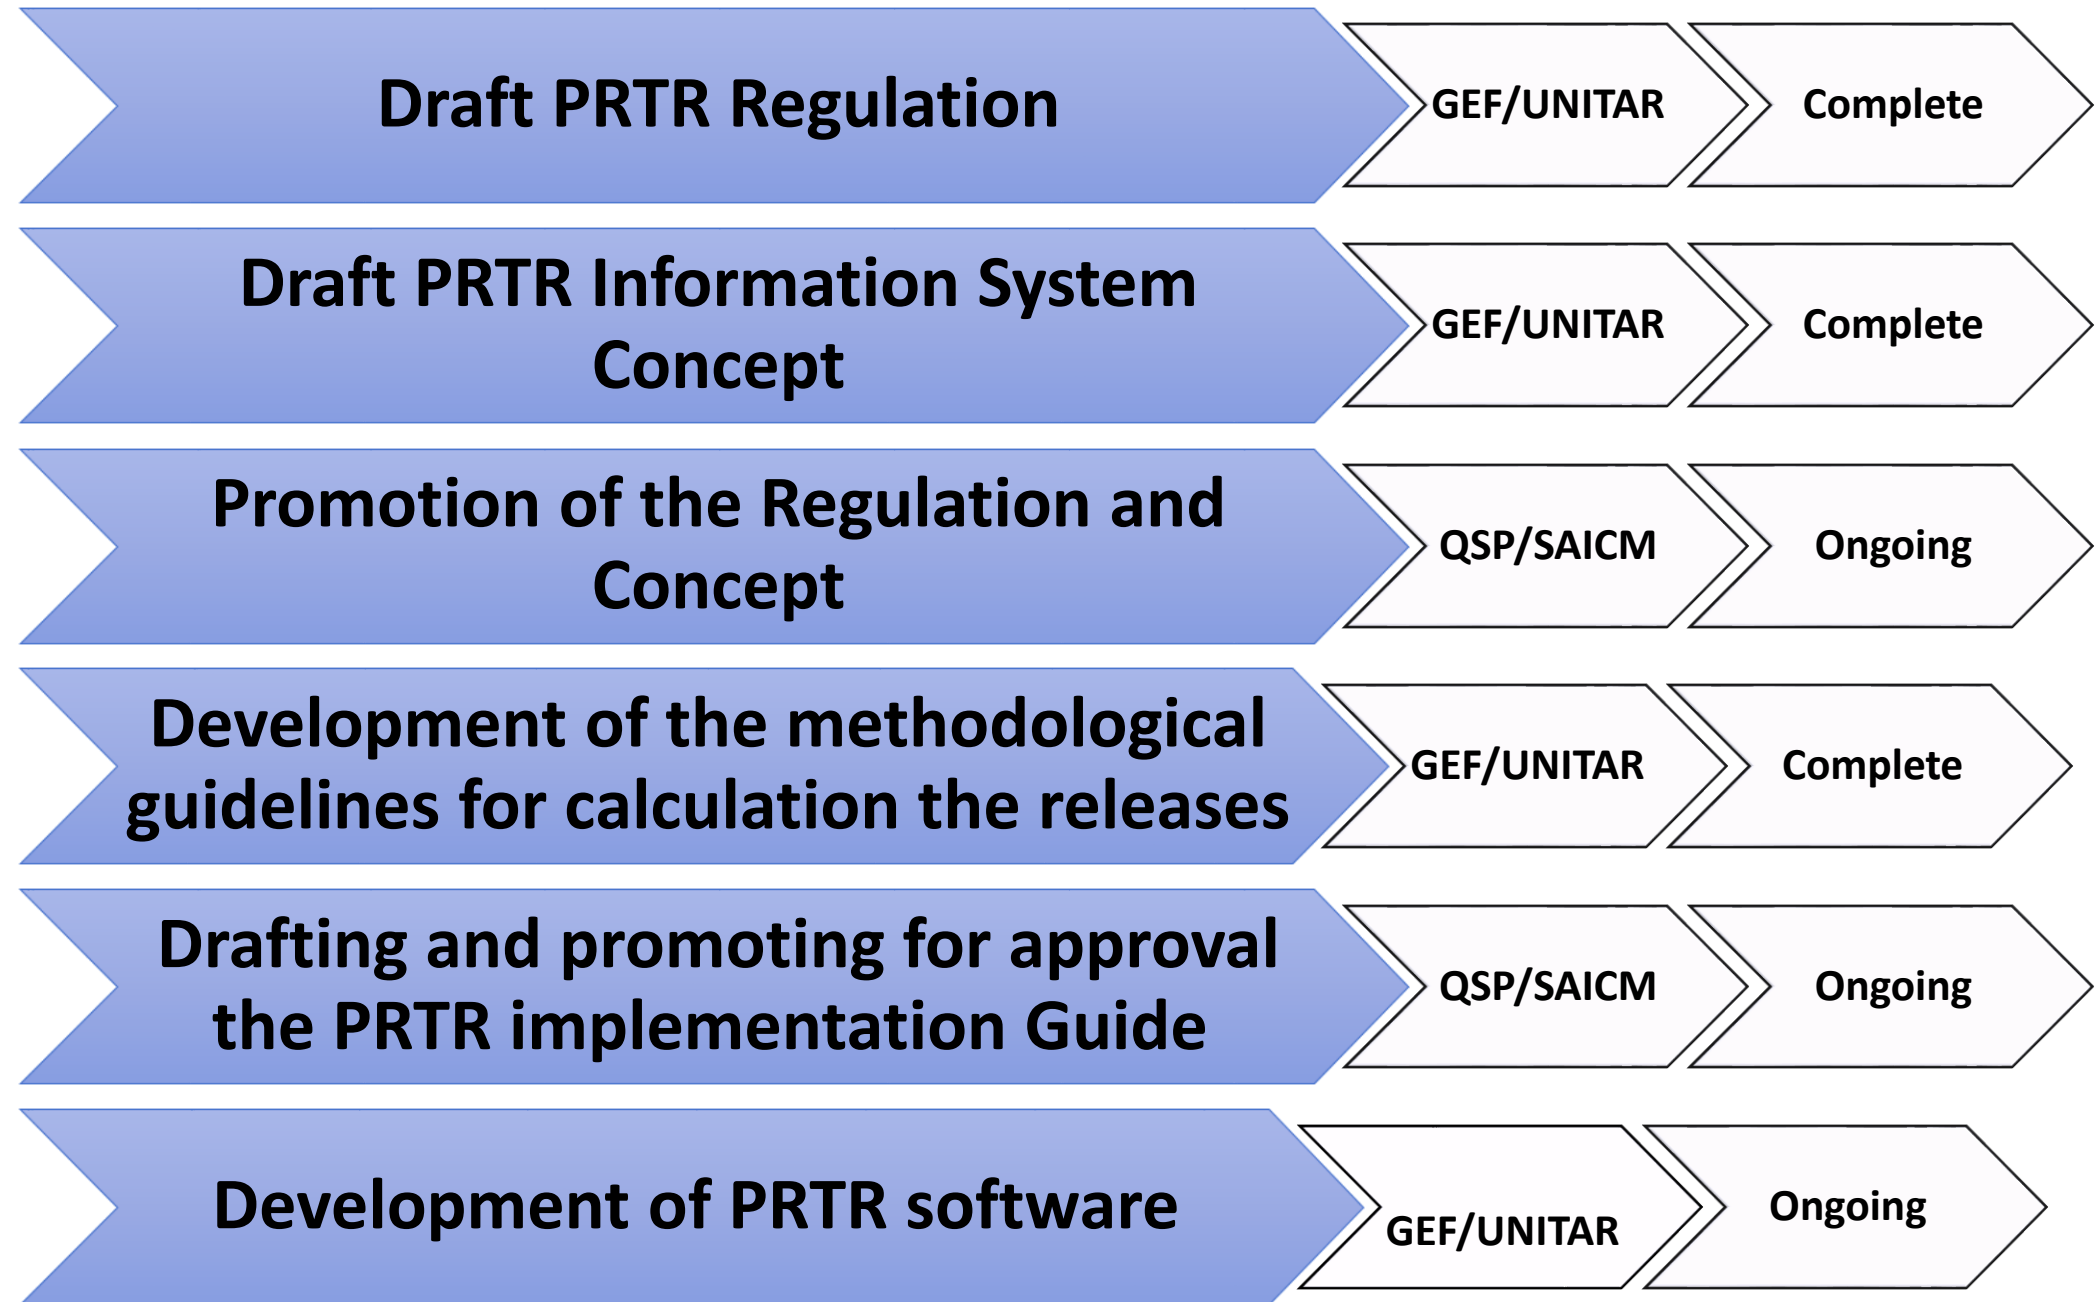 Draft PRTR Regulation
GEF/UNITAR
Complete
Draft PRTR Information System
Concept
GEF/UNITAR
Complete
Promotion of the Regulation and
Concept
QSP/SAICM
Ongoing
Development of the methodological
guidelines for calculation the releases
GEF/UNITAR
Complete
Drafting and promoting for approval
the PRTR implementation Guide
QSP/SAICM
Ongoing
Development of PRTR software
GEF/UNITAR
Ongoing